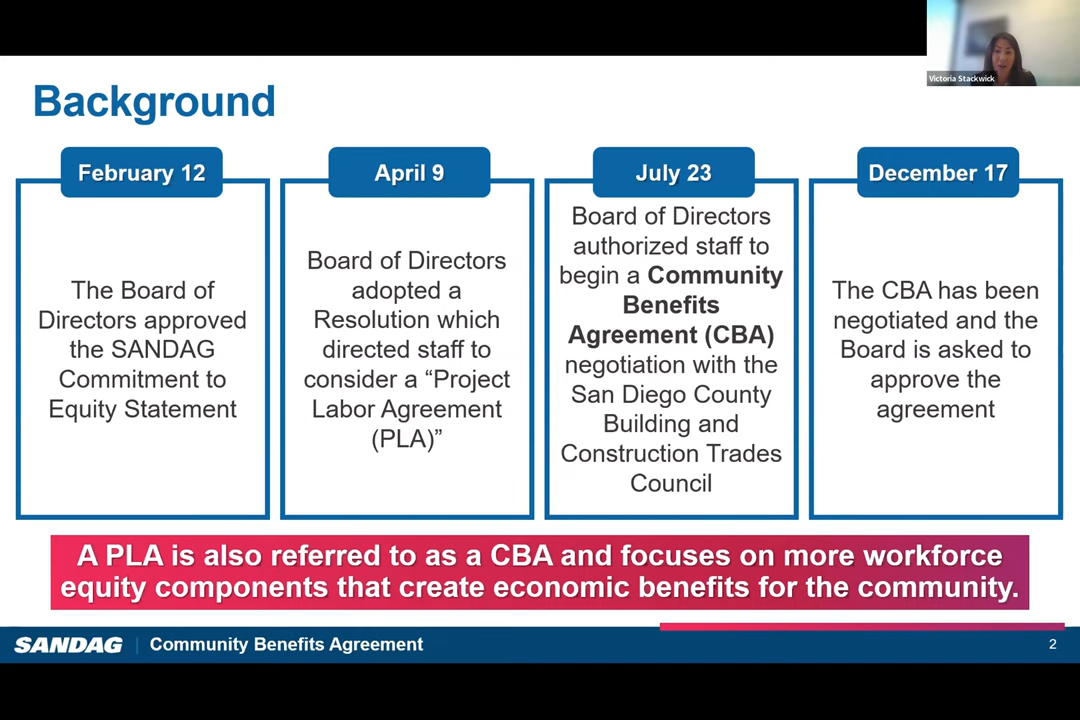 Victoria Stackwick
Background
February 12
The Board of
Directors approved
the SANDAG
Commitment to
Equity Statement
April 9
Board of Directors
adopted a
Resolution which
directed staff to
consider a “Project
Labor Agreement
(PLA)”
July 23
Board of Directors
authorized staff to
begin a Community
Benefits
Agreement (CBA)
negotiation with the
San Diego County
Building and
Construction Trades
Council
December 17
The CBA has been
negotiated and the
Board is asked to
approve the
agreement
A PLA is also referred to as a CBA and focuses on more workforce
equity components that create economic benefits for the community.
SANDAG | Community Benefits Agreement
2